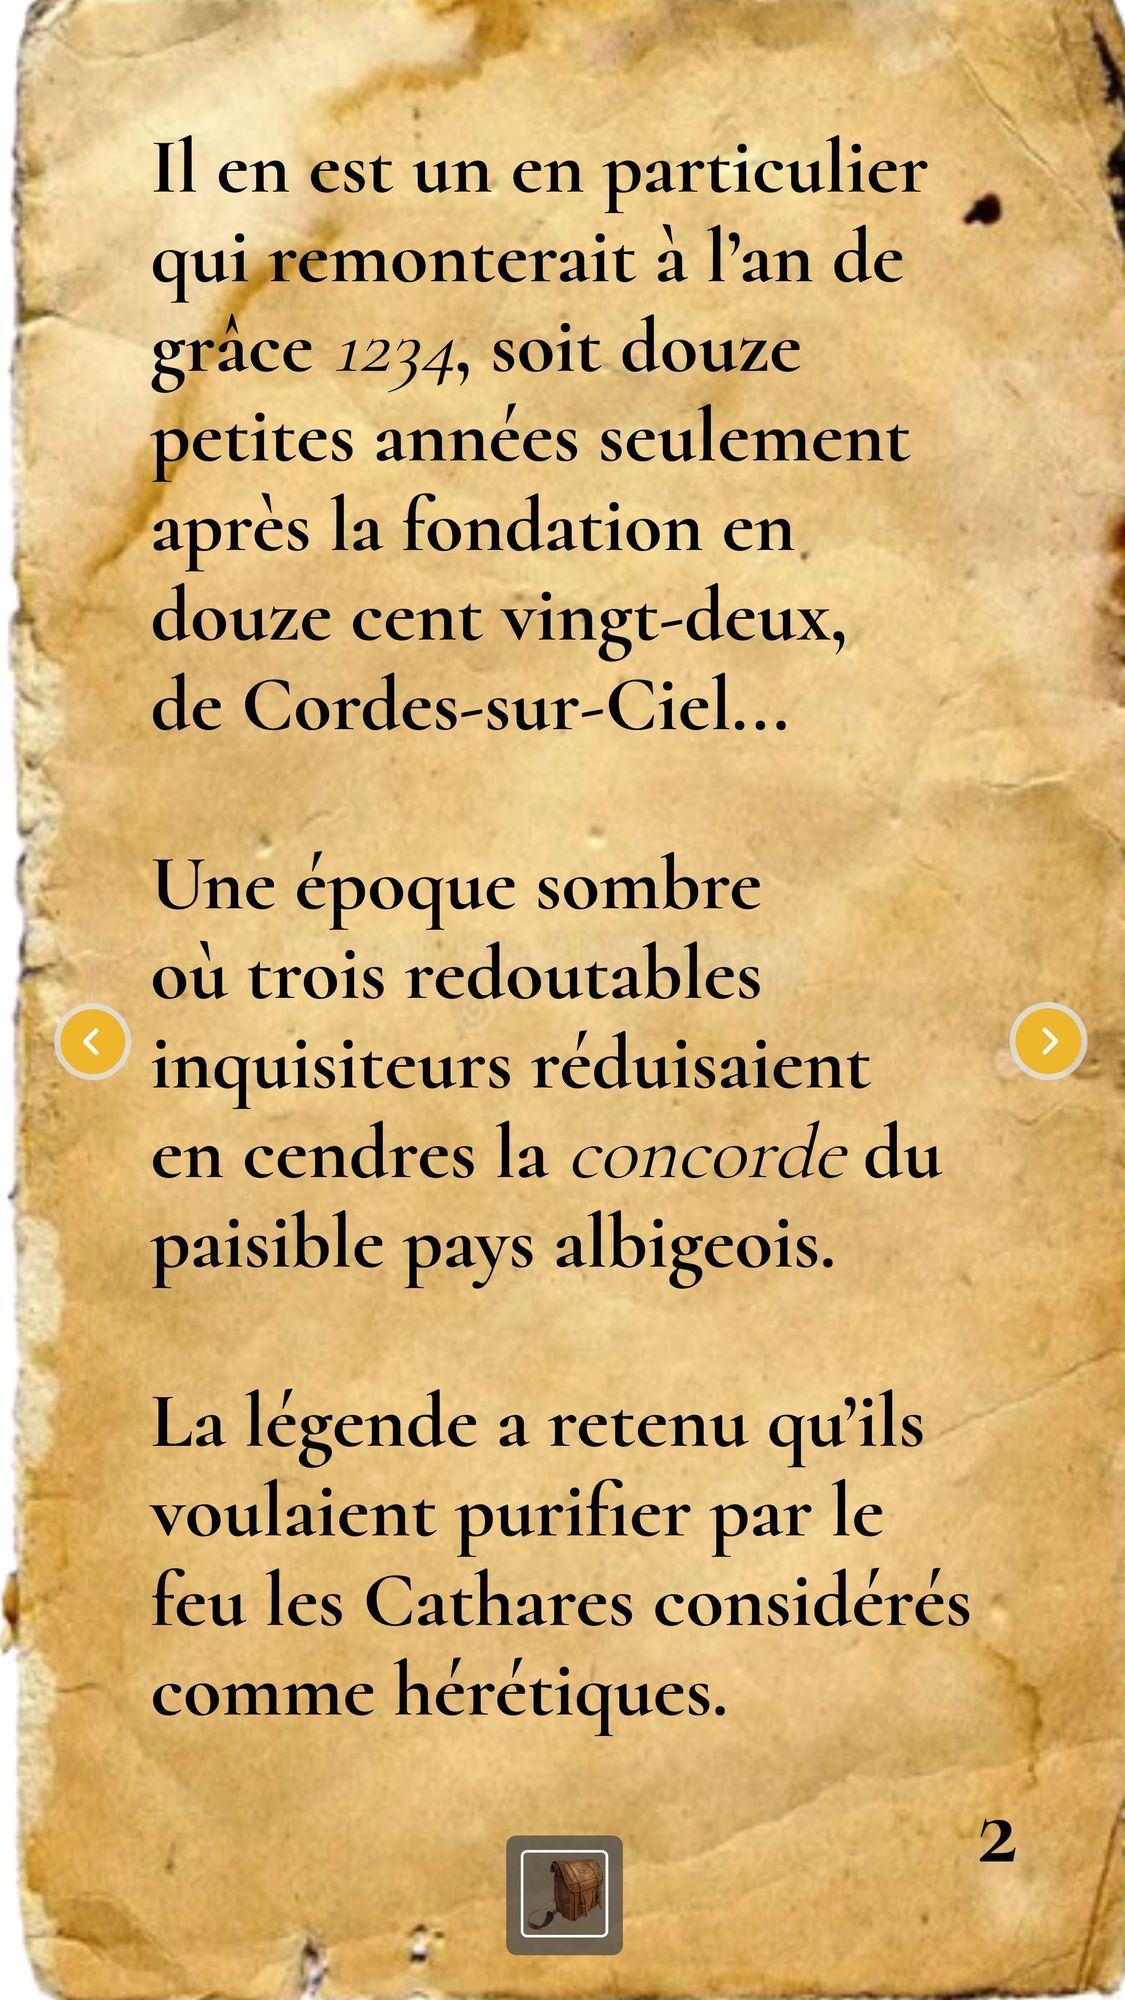 Il en est un en particulier
qui remonterait à l’an de
grâce 1234, soit douze
petites années seulement
après la fondation en
douze cent vingt-deux,
de Cordes-sur-Ciel...
Une époque sombre
où trois redoutables
inquisiteurs réduisaient
en cendres la concorde du
paisible pays albigeois.
La légende a retenu qu’ils
voulaient purifier par le
feu les Cathares considérés
comme hérétiques.
2